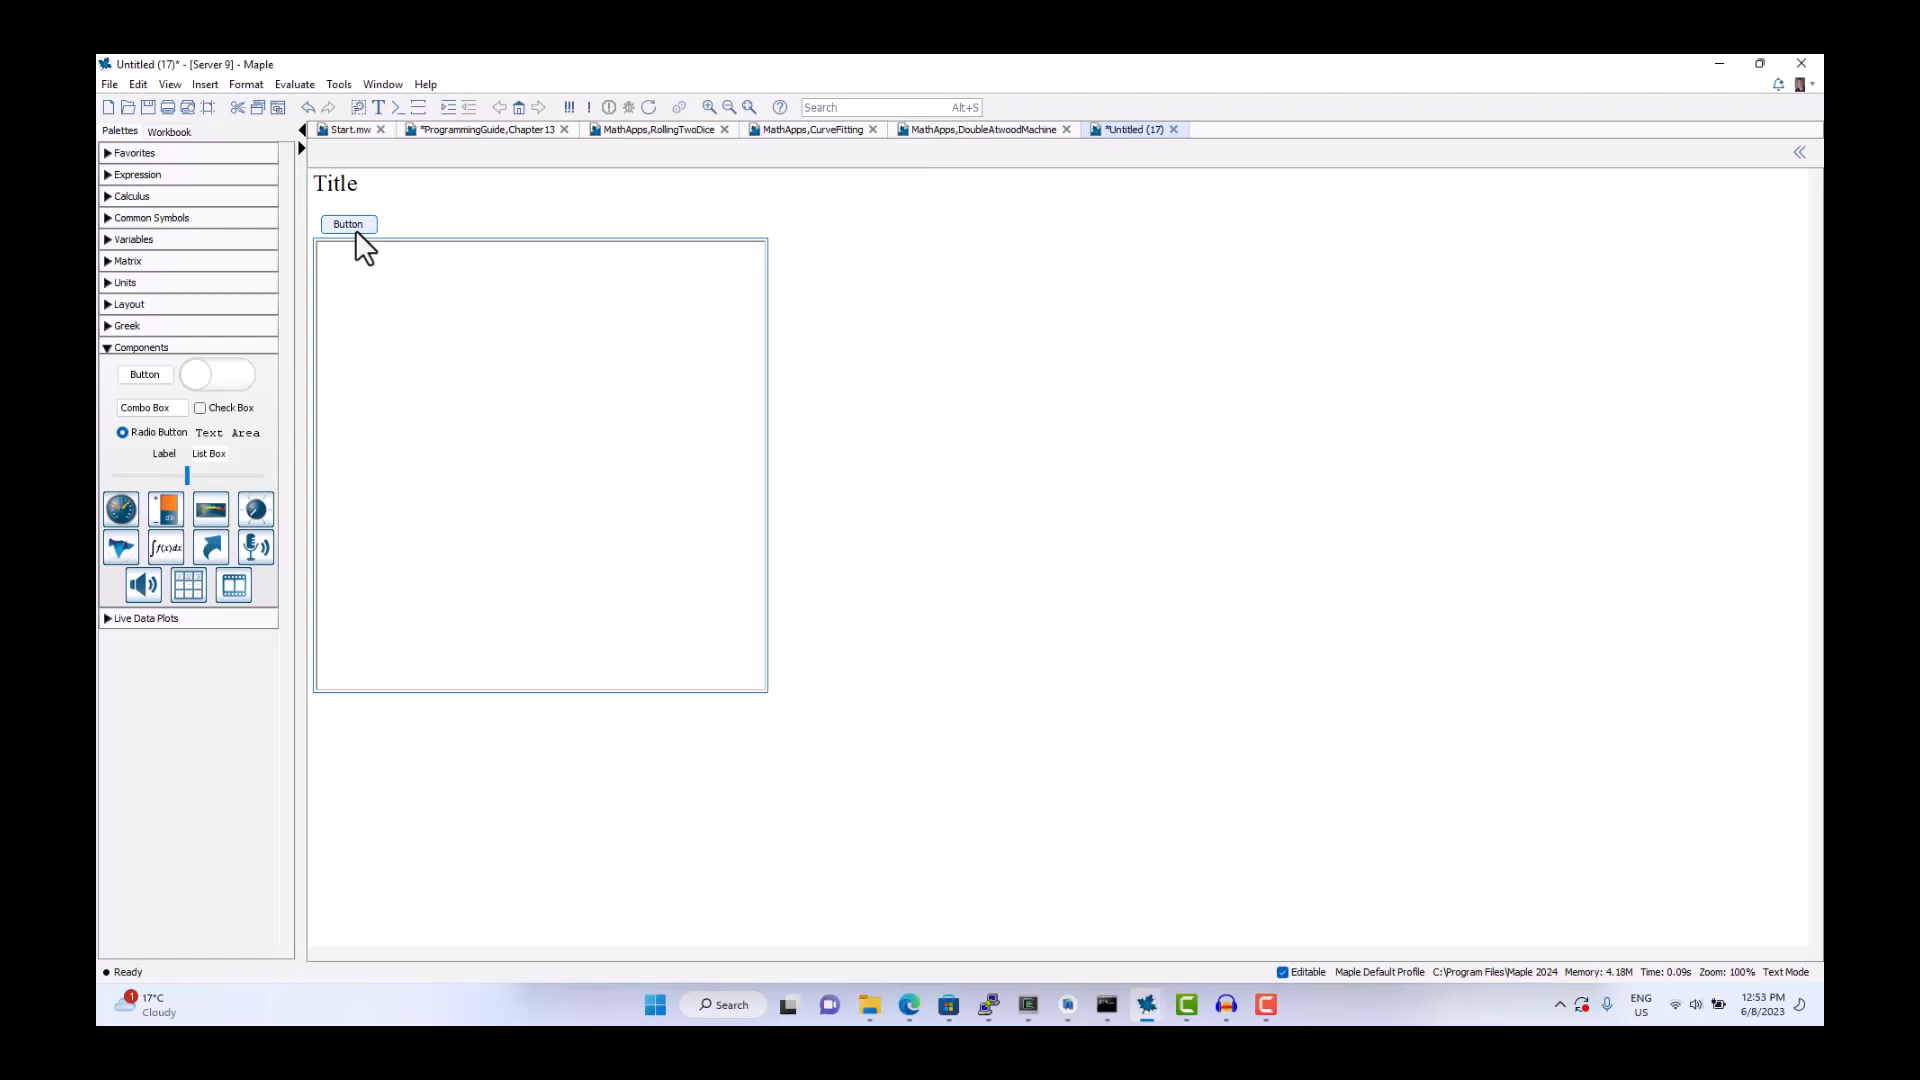 Untitled (17)* - [Server 9] - Maple
File Edit View Insert Format Evaluate Tools Window Help
Search Alt+S
Palettes Workbook
Start.mw *ProgrammingGuide,Chapter13 MathApps,RollingTwoDice MathApps,CurveFitting MathApps,DoubleAtwoodMachine *Untitled (17)
Favorites
Expression
Calculus
Common Symbols
Variables
Matrix
Units
Layout
Greek
Components
Button
Combo Box Check Box
Radio Button Text Area
Label List Box
dB
∫f(x)dx
Live Data Plots
Title
Button
Ready
Editable Maple Default Profile C:\Program Files\Maple 2024 Memory: 4.18M Time: 0.09s Zoom: 100% Text Mode
1
17°C
Cloudy
Search
ENG
US
12:53 PM
6/8/2023